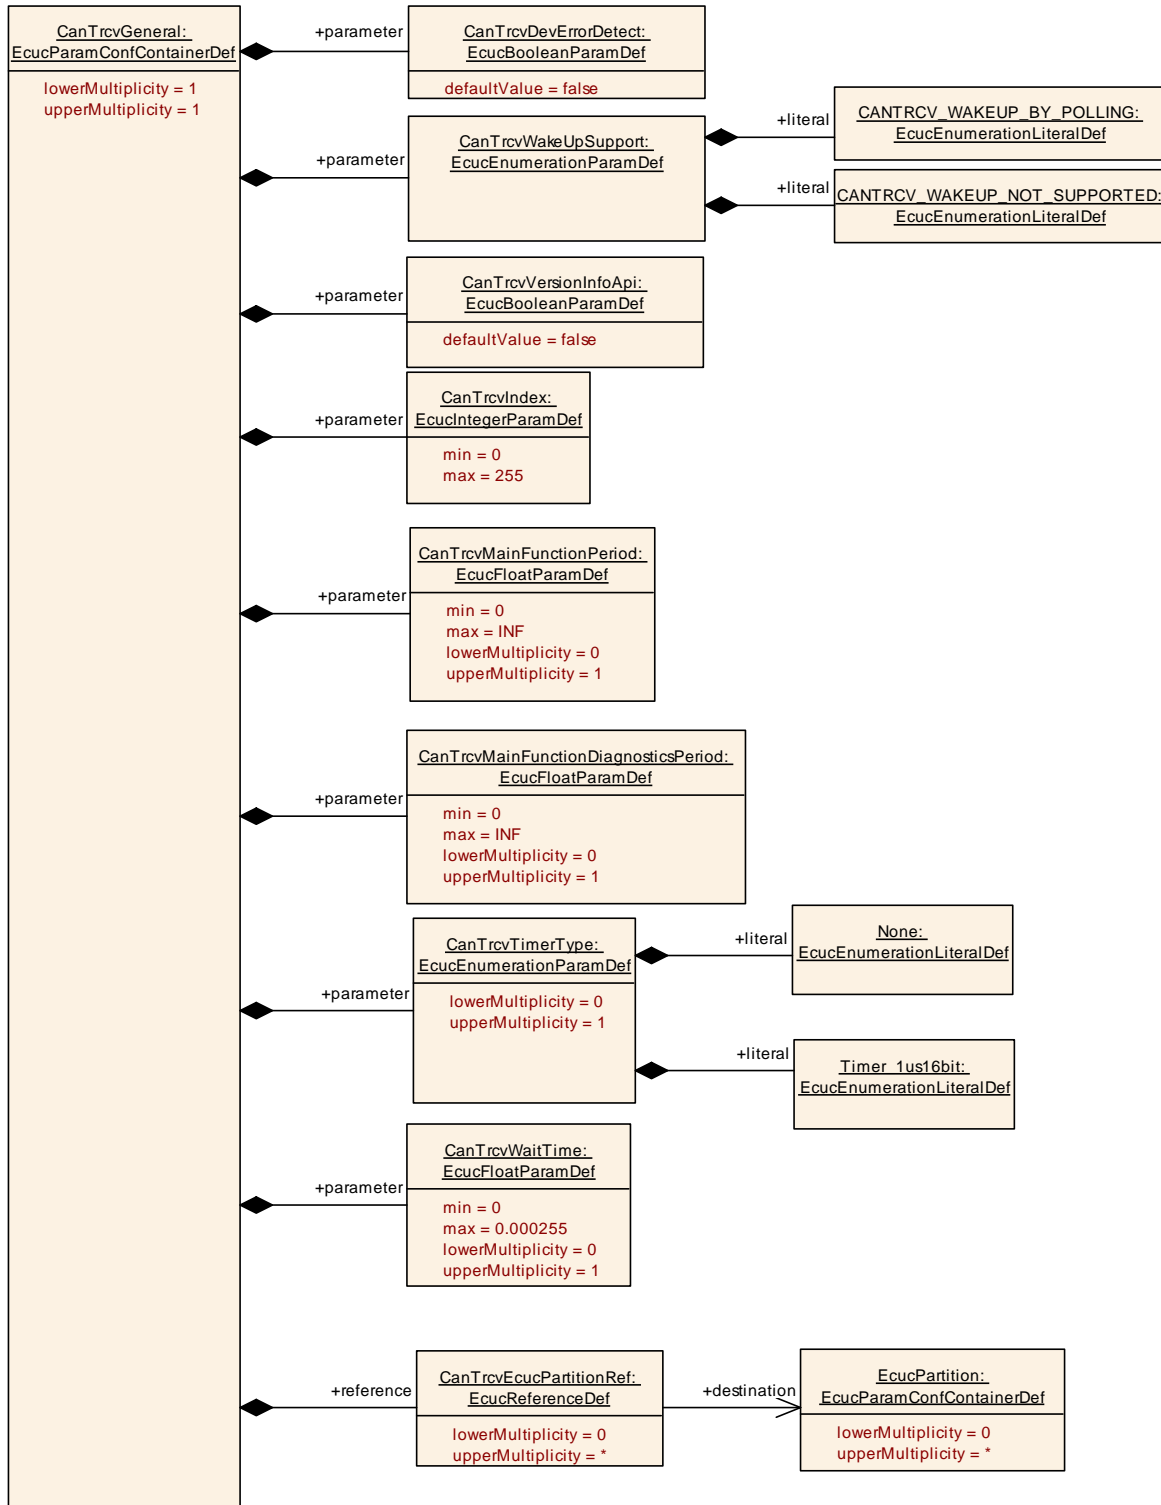 CanTrcvGeneral:
EcucParamConfContainerDef
lowerMultiplicity = 1
upperMultiplicity = 1
+parameter
CanTrcvDevErrorDetect:
EcucBooleanParamDef
defaultValue = false
+parameter
CanTrcvWakeUpSupport:
EcucEnumerationParamDef
+literal
CANTRCV_WAKEUP_BY_POLLING:
EcucEnumerationLiteralDef
+literal
CANTRCV_WAKEUP_NOT_SUPPORTED:
EcucEnumerationLiteralDef
+parameter
CanTrcvVersionInfoApi:
EcucBooleanParamDef
defaultValue = false
+parameter
CanTrcvIndex:
EcucIntegerParamDef
min = 0
max = 255
+parameter
CanTrcvMainFunctionPeriod:
EcucFloatParamDef
min = 0
max = INF
lowerMultiplicity = 0
upperMultiplicity = 1
+parameter
CanTrcvMainFunctionDiagnosticsPeriod:
EcucFloatParamDef
min = 0
max = INF
lowerMultiplicity = 0
upperMultiplicity = 1
+parameter
CanTrcvTimerType:
EcucEnumerationParamDef
lowerMultiplicity = 0
upperMultiplicity = 1
+literal
None:
EcucEnumerationLiteralDef
+literal
Timer_1us16bit:
EcucEnumerationLiteralDef
+parameter
CanTrcvWaitTime:
EcucFloatParamDef
min = 0
max = 0.000255
lowerMultiplicity = 0
upperMultiplicity = 1
+reference
CanTrcvEcucPartitionRef:
EcucReferenceDef
lowerMultiplicity = 0
upperMultiplicity = *
+destination
EcucPartition:
EcucParamConfContainerDef
lowerMultiplicity = 0
upperMultiplicity = *